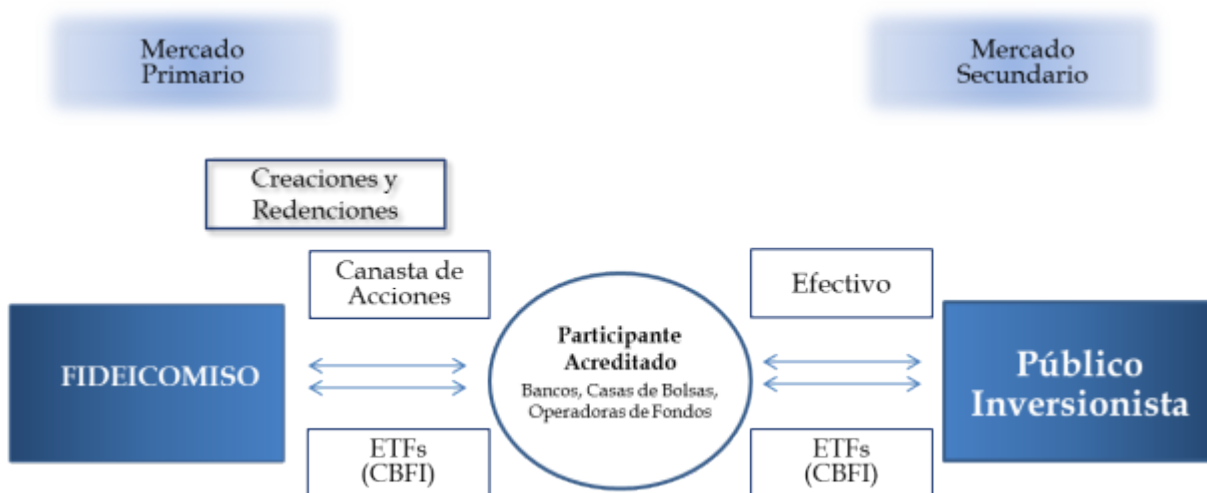 Mercado
Primario
Mercado
Secundario
Creaciones y
Redenciones
Canasta de
Acciones
Efectivo
FIDEICOMISO
Participante
Acreditado
Bancos, Casas de Bolsas,
Operadoras de Fondos
Público
Inversionista
ETFs
(CBFI)
ETFs
(CBFI)